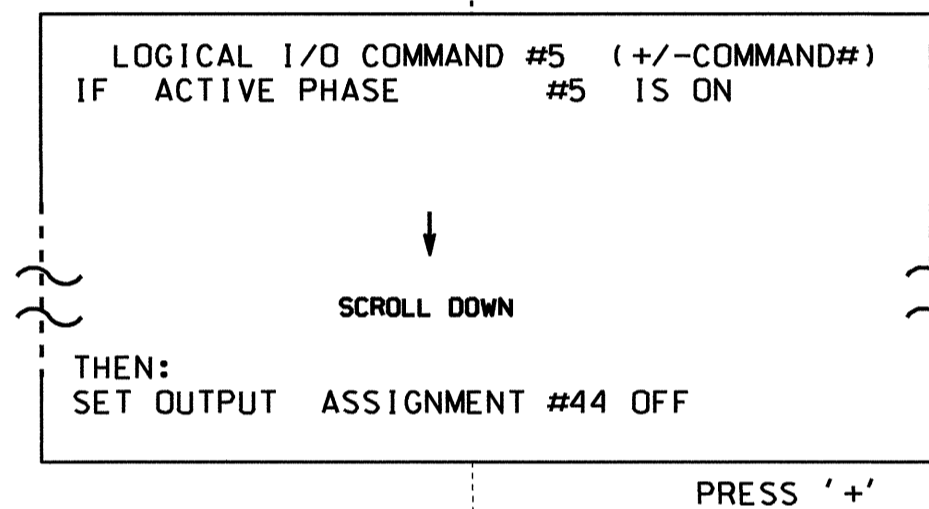 LOGICAL I/O COMMAND #5 (+/-COMMAND#)
IF ACTIVE PHASE #5 IS ON
SCROLL DOWN
THEN:
SET OUTPUT ASSIGNMENT #44 OFF
PRESS '+'